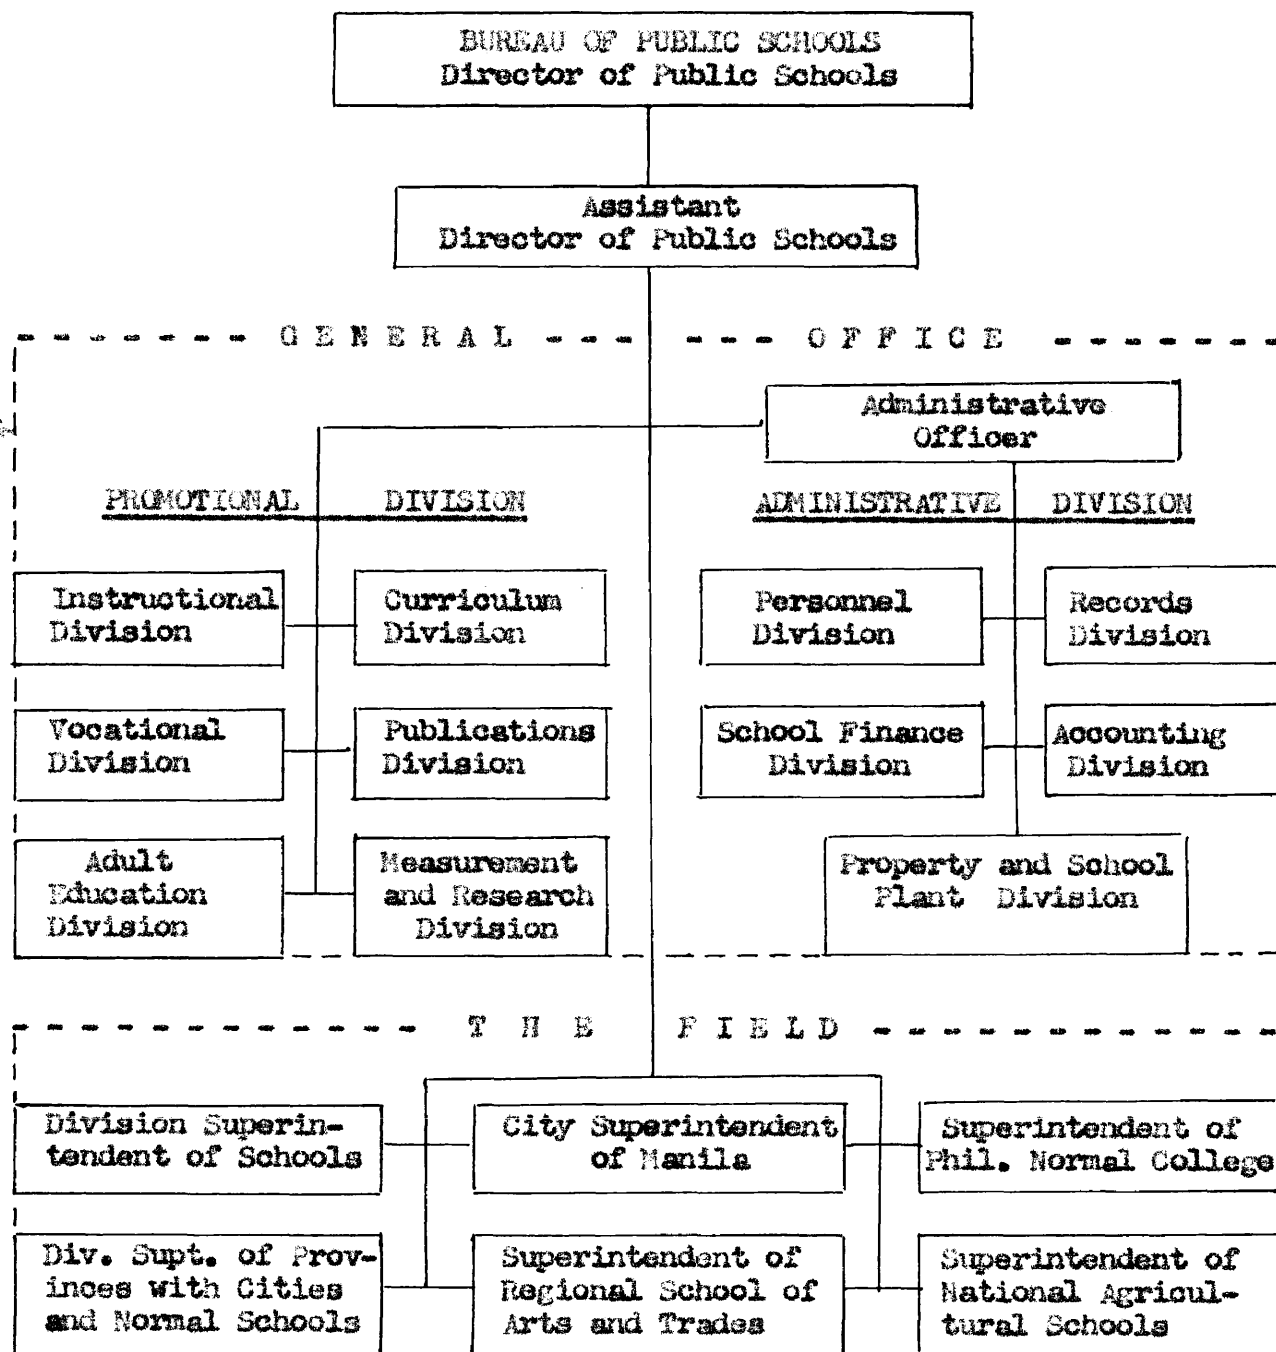 BUREAU OF PUBLIC SCHOOLS
Director of Public Schools
Assistant
Director of Public Schools
GENERAL OFFICE
Administrative
Officer
PROMOTIONAL DIVISION
ADMINISTRATIVE DIVISION
Instructional
Division
Curriculum
Division
Personnel
Division
Records
Division
Vocational
Division
Publications
Division
School Finance
Division
Accounting
Division
Adult
Education
Division
Measurement
and Research
Division
Property and School
Plant Division
THE FIELD
Division Superin-
tendent of Schools
City Superintendent
of Manila
Superintendent of
Phil. Normal College
Div. Supt. of Prov-
inces with Cities
and Normal Schools
Superintendent of
Regional School of
Arts and Trades
Superintendent of
National Agricul-
tural Schools